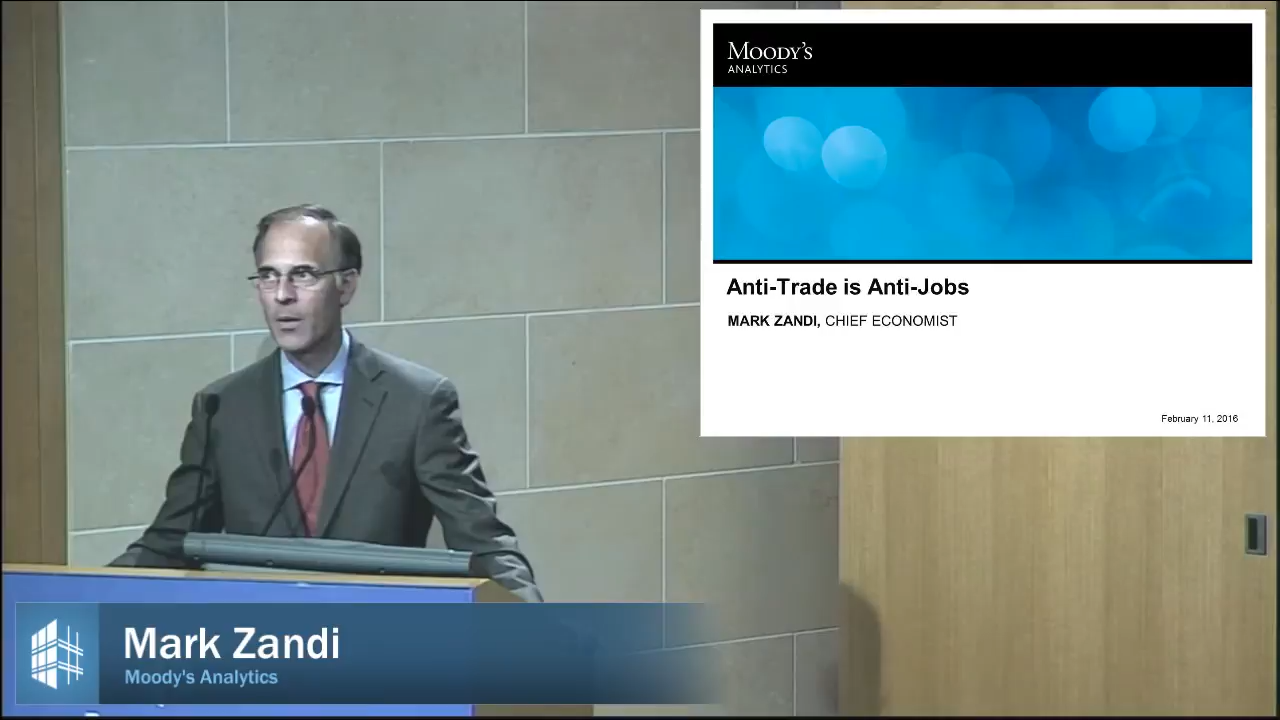 MOODY'S
ANALYTICS
Anti-Trade is Anti-Jobs
MARK ZANDI, CHIEF ECONOMIST
February 11, 2016
Mark Zandi
Moody's Analytics